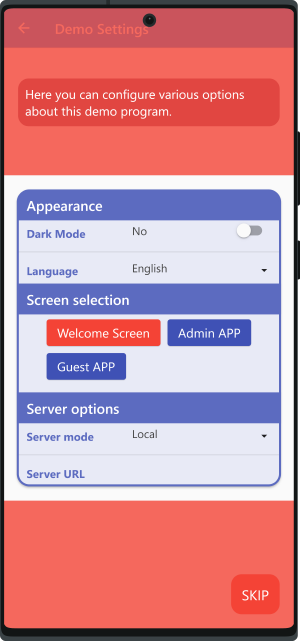 Demo Settings
Here you can configure various options
about this demo program.
Appearance
Dark Mode No
Language English
Screen selection
Welcome Screen Admin APP
Guest APP
Server options
Server mode Local
Server URL
SKIP